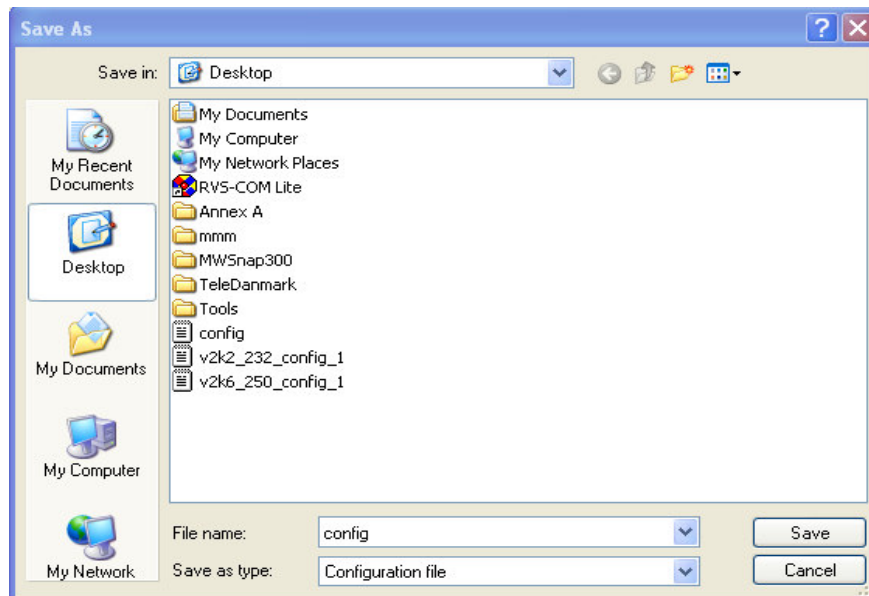 Save As
Save in:
Desktop
My Recent
Documents
Desktop
My Documents
My Computer
My Network
My Documents
My Computer
My Network Places
RVS-COM Lite
Annex A
mmm
MWSnap300
TeleDanmark
Tools
config
v2k2_232_config_1
v2k6_250_config_1
File name:
config
Save
Save as type:
Configuration file
Cancel